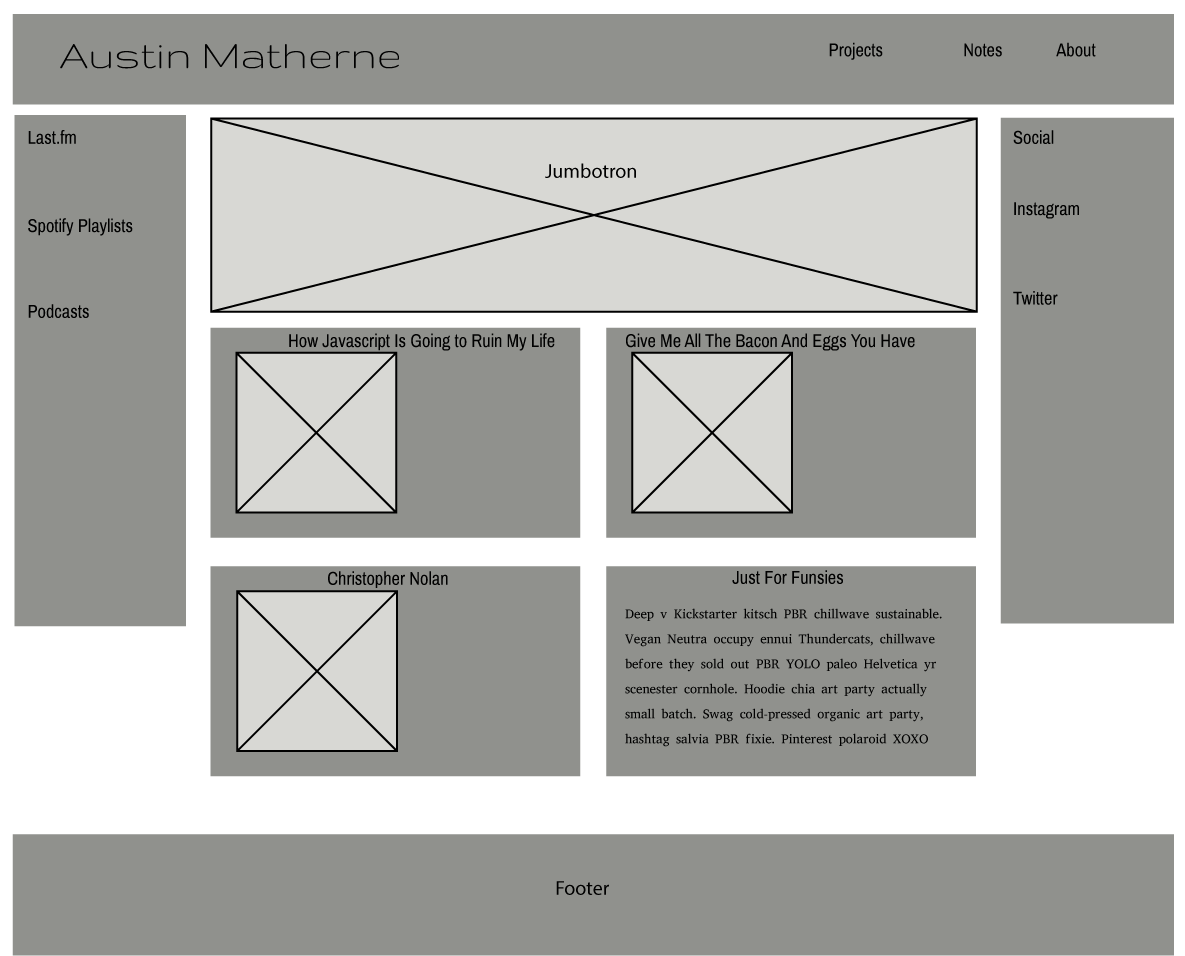 Austin Matherne
Projects
Notes
About
Last.fm
Spotify Playlists
Podcasts
Jumbotron
Social
Instagram
Twitter
How Javascript Is Going to Ruin My Life
Give Me All The Bacon And Eggs You Have
Christopher Nolan
Just For Funsies
Deep v Kickstarter kitsch PBR chillwave sustainable.
Vegan Neutra occupy ennui Thundercats, chillwave
before they sold out PBR YOLO paleo Helvetica yr
scenester cornhole. Hoodie chia art party actually
small batch. Swag cold-pressed organic art party,
hashtag salvia PBR fixie. Pinterest polaroid XOXO
Footer